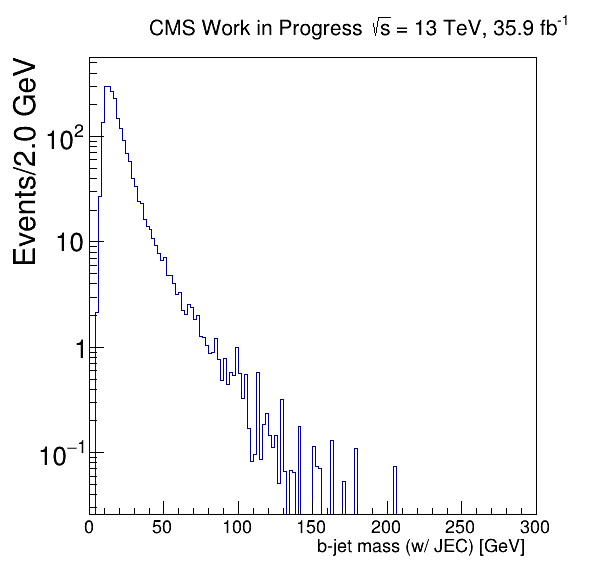 CMS Work in Progress √s = 13 TeV, 35.9 fb⁻¹
Events/2.0 GeV
10²
10
1
10⁻¹
0 50 100 150 200 250 300
b-jet mass (w/ JEC) [GeV]